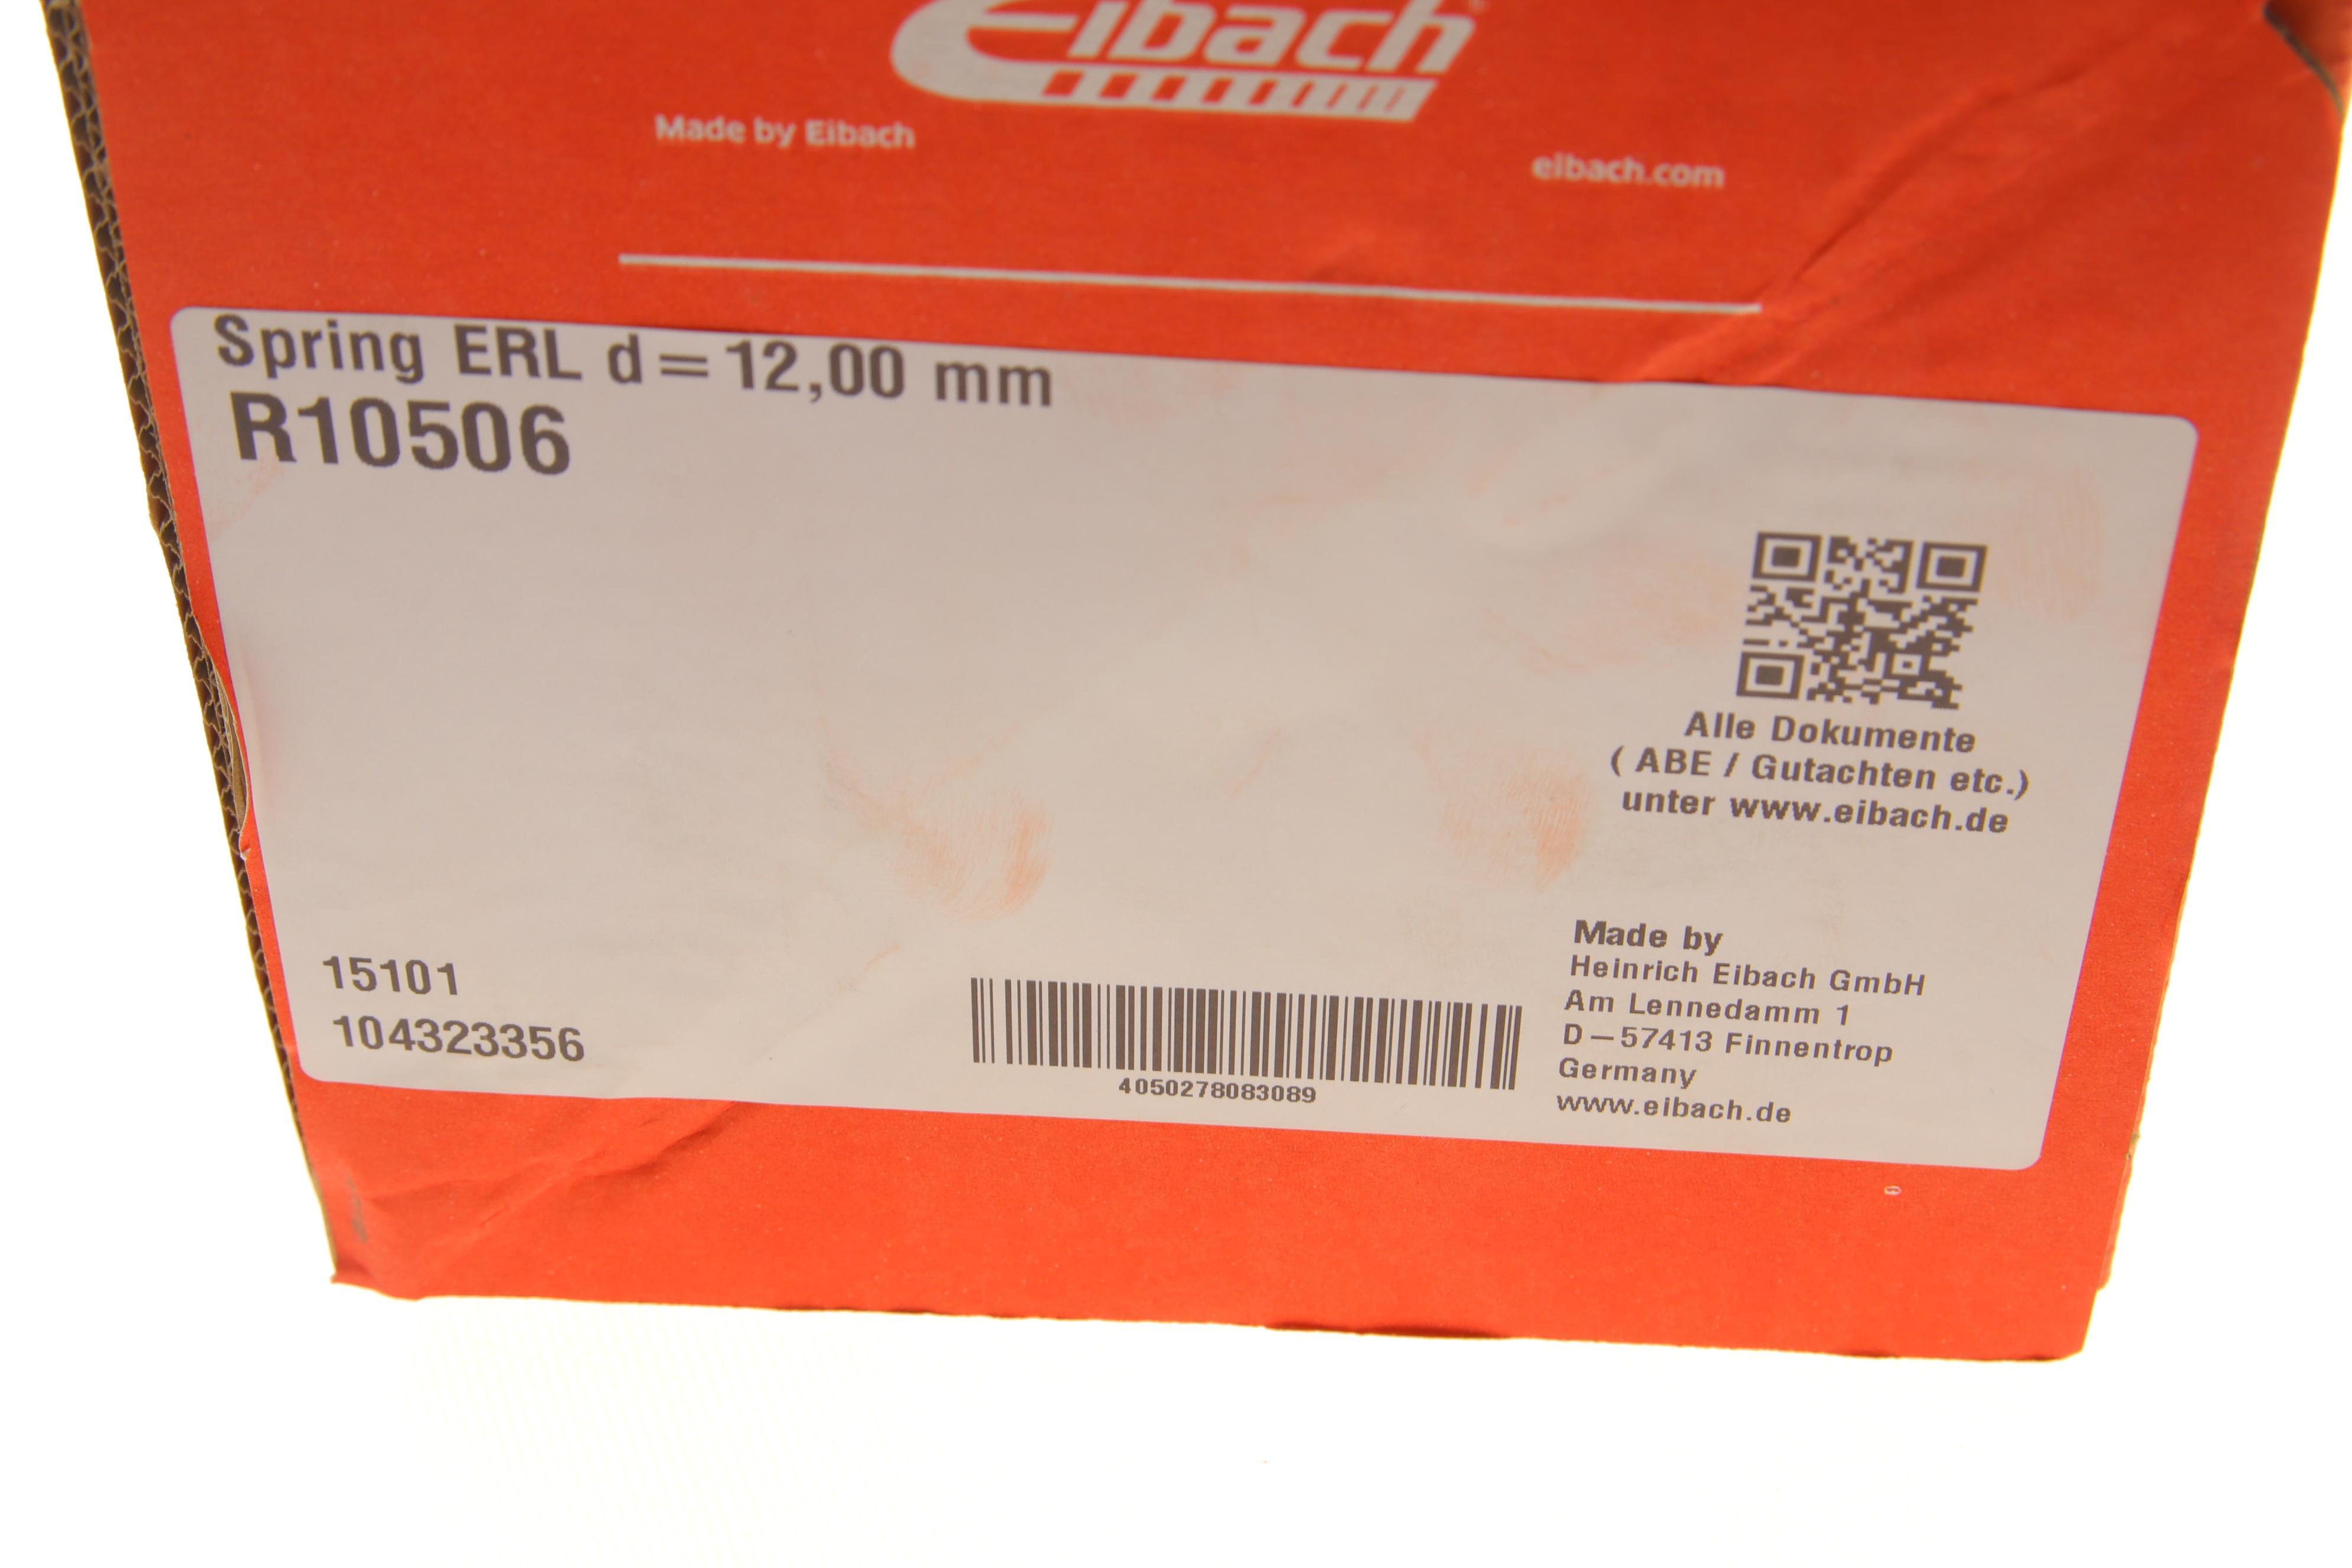 Eibach
Made by Eibach
eibach.com
Spring ERL d=12,00 mm
R10506
Alle Dokumente
( ABE / Gutachten etc.)
unter www.eibach.de
15101
104323356
4050278083089
Made by
Heinrich Eibach GmbH
Am Lennedamm 1
D–57413 Finnentrop
Germany
www.eibach.de